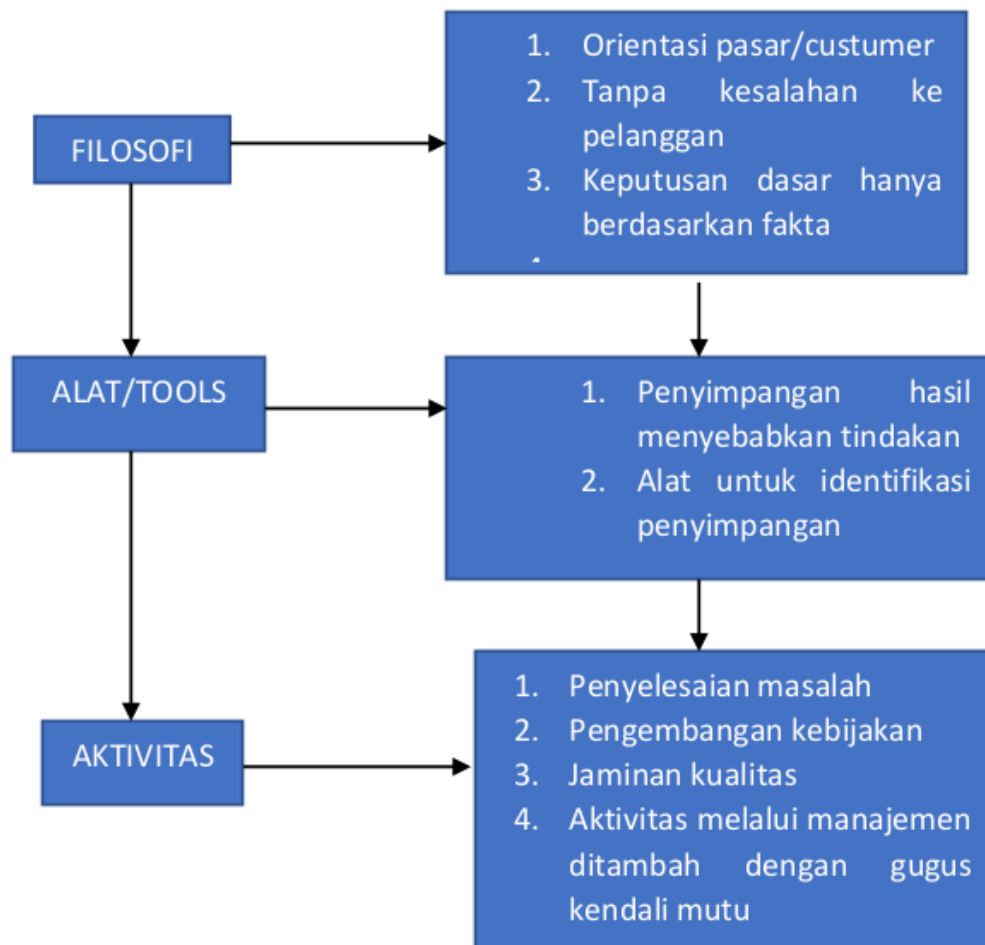 FILOSOFI
1. Orientasi pasar/custumer
2. Tanpa kesalahan ke
pelanggan
3. Keputusan dasar hanya
berdasarkan fakta
ALAT/TOOLS
1. Penyimpangan hasil
menyebabkan tindakan
2. Alat untuk identifikasi
penyimpangan
AKTIVITAS
1. Penyelesaian masalah
2. Pengembangan kebijakan
3. Jaminan kualitas
4. Aktivitas melalui manajemen
ditambah dengan gugus
kendali mutu